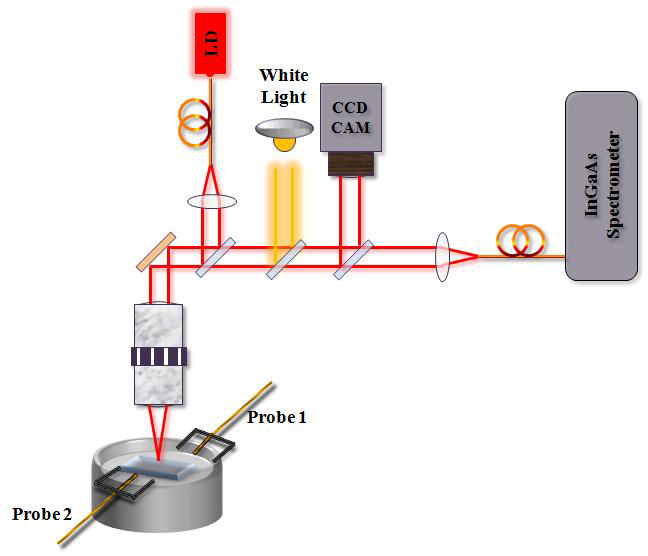 LD
White
Light
CCD
CAM
InGaAs
Spectrometer
Probe 1
Probe 2